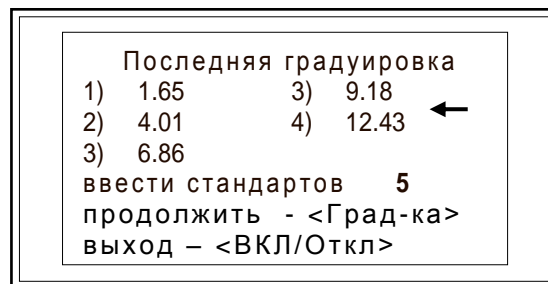 Последняя градуировка
1) 1.65 3) 9.18
2) 4.01 4) 12.43
3) 6.86
ввести стандартов 5
продолжить - <Град-ка>
выход – <ВКЛ/Откл>